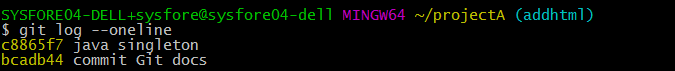 SYSFORE04-DELL+sysfore@sysfore04-dell MINGW64 ~/projectA (addhtml)
$ git log --oneline
c8865f7 java singleton
bcadb44 commit Git docs